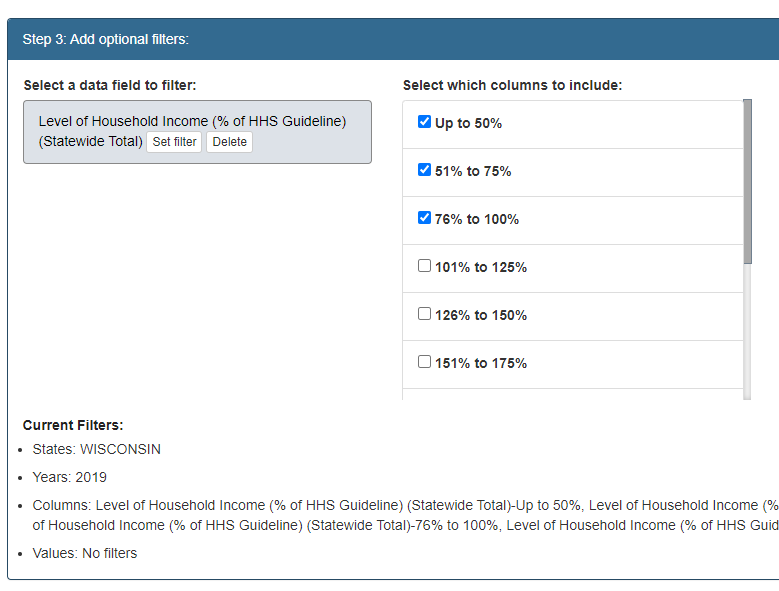 Step 3: Add optional filters:
Select a data field to filter:
Select which columns to include:
Level of Household Income (% of HHS Guideline)
(Statewide Total) Set filter Delete
Up to 50%
51% to 75%
76% to 100%
101% to 125%
126% to 150%
151% to 175%
Current Filters:
States: WISCONSIN
Years: 2019
Columns: Level of Household Income (% of HHS Guideline) (Statewide Total)-Up to 50%, Level of Household Income (%
of Household Income (% of HHS Guideline) (Statewide Total)-76% to 100%, Level of Household Income (% of HHS Guid
Values: No filters